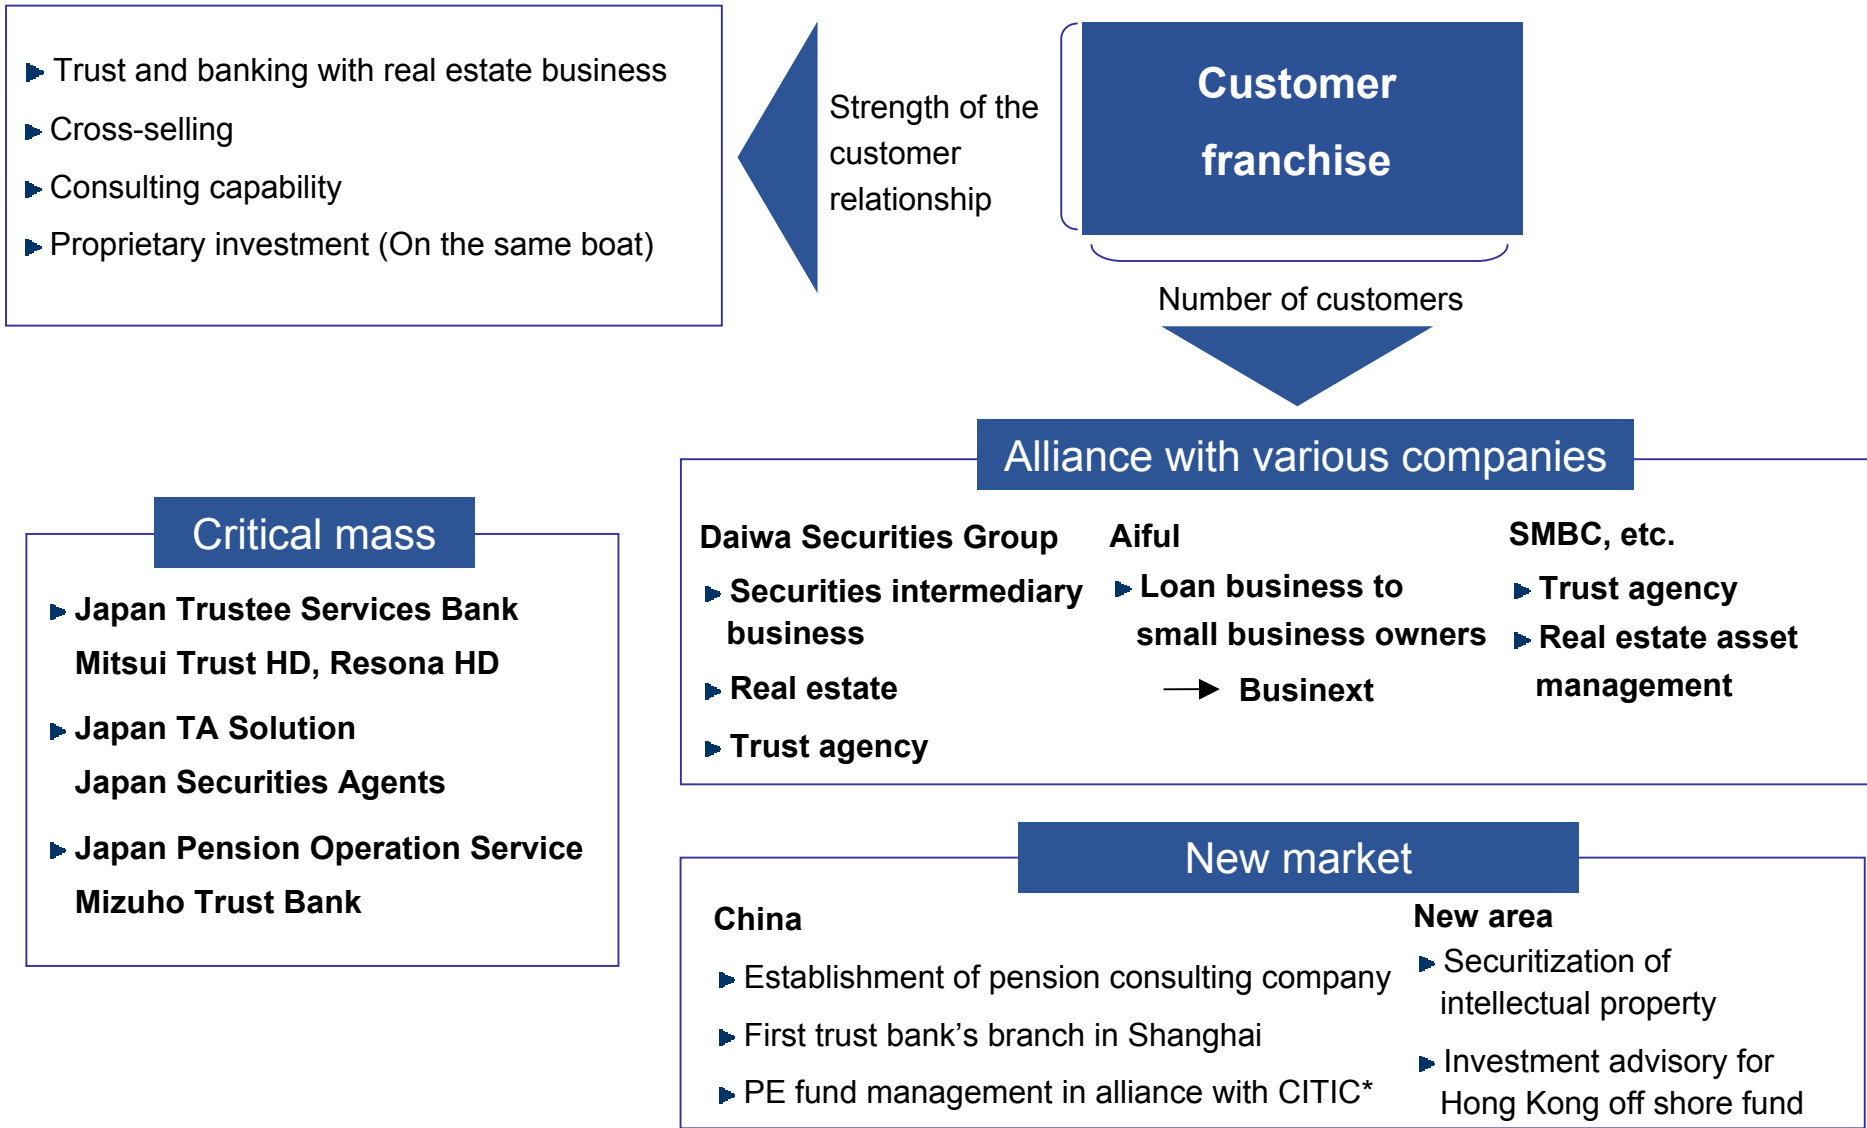 Trust and banking with real estate business
Cross-selling
Consulting capability
Proprietary investment (On the same boat)
Strength of the
customer
relationship
Customer
franchise
Number of customers
Critical mass
Japan Trustee Services Bank
Mitsui Trust HD, Resona HD
Japan TA Solution
Japan Securities Agents
Japan Pension Operation Service
Mizuho Trust Bank
Alliance with various companies
Daiwa Securities Group
Securities intermediary
business
Real estate
Trust agency
Aiful
Loan business to
small business owners
Businext
SMBC, etc.
Trust agency
Real estate asset
management
New market
China
Establishment of pension consulting company
First trust bank’s branch in Shanghai
PE fund management in alliance with CITIC*
New area
Securitization of
intellectual property
Investment advisory for
Hong Kong off shore fund